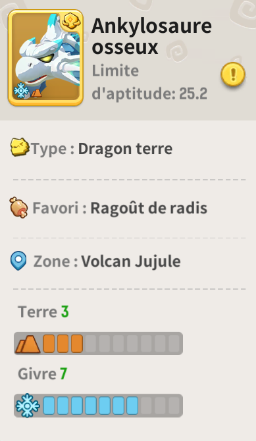 Ankylosaure
osseux
Limite
d'aptitude: 25.2
Type : Dragon terre
Favori : Ragoût de radis
Zone : Volcan Jujule
Terre 3
Givre 7